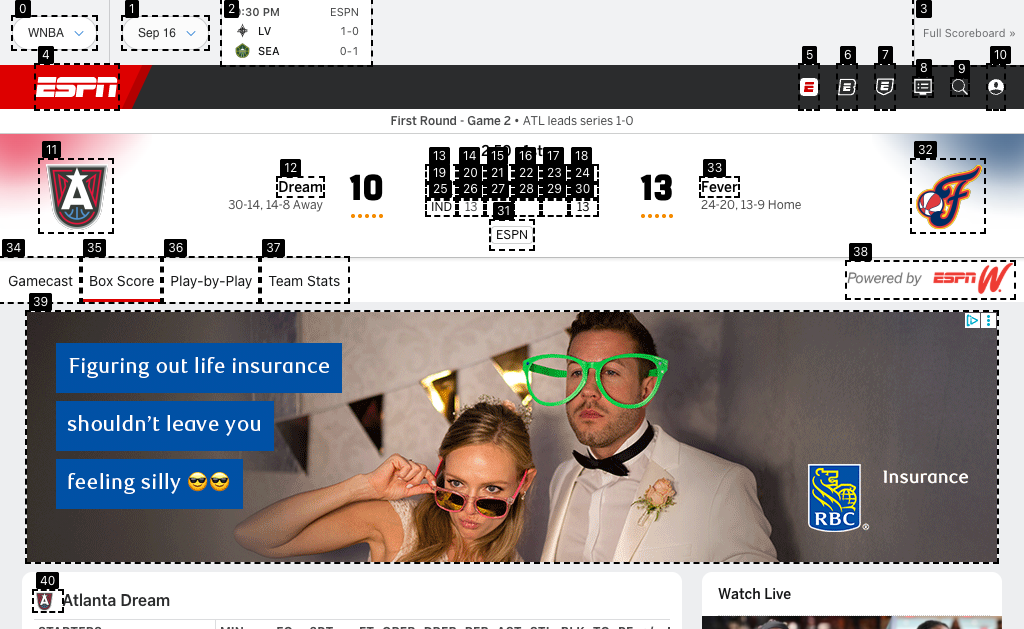 0
WNBA
1
Sep 16
2
:30 PM
ESPN
LV
1-0
SEA
0-1
3
Full Scoreboard »
4
ESPN
5
6
7
8
9
10
First Round - Game 2 • ATL leads series 1-0
11
12
Dream
30-14, 14-8 Away
10
13 14 15 16 17 18
19 20 21 22 23 24
25 26 27 28 29 30
IND 13 13
31
ESPN
13
33
Fever
24-20, 13-9 Home
32
34
Gamecast
35
Box Score
36
Play-by-Play
37
Team Stats
38
Powered by ESPN W
39
Figuring out life insurance
shouldn't leave you
feeling silly 😎😎
RBC
®
Insurance
40
Atlanta Dream
Watch Live